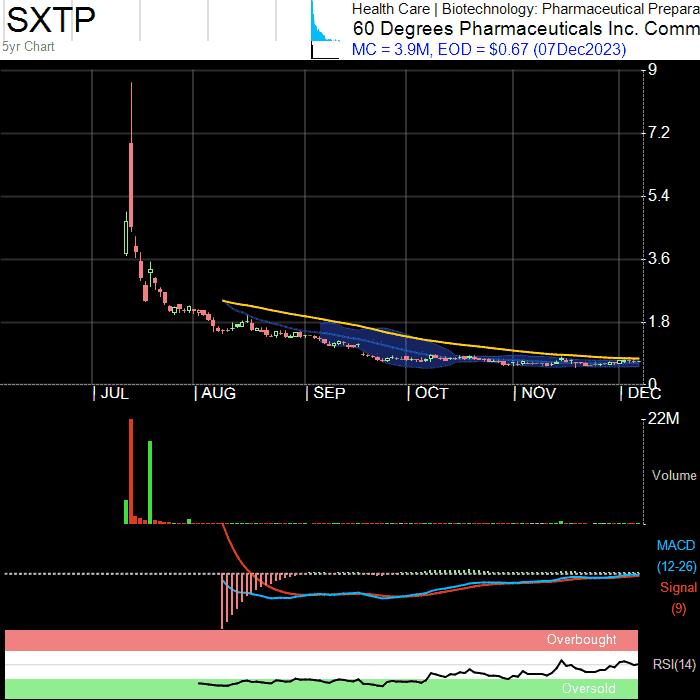 SXTP
5yr Chart
Health Care | Biotechnology: Pharmaceutical Prepara
60 Degrees Pharmaceuticals Inc. Comm
MC = 3.9M, EOD = $0.67 (07Dec2023)
9
7.2
5.4
3.6
1.8
0
JUL
AUG
SEP
OCT
NOV
DEC
22M
Volume
MACD
(12-26)
Signal
(9)
Overbought
RSI(14)
Oversold